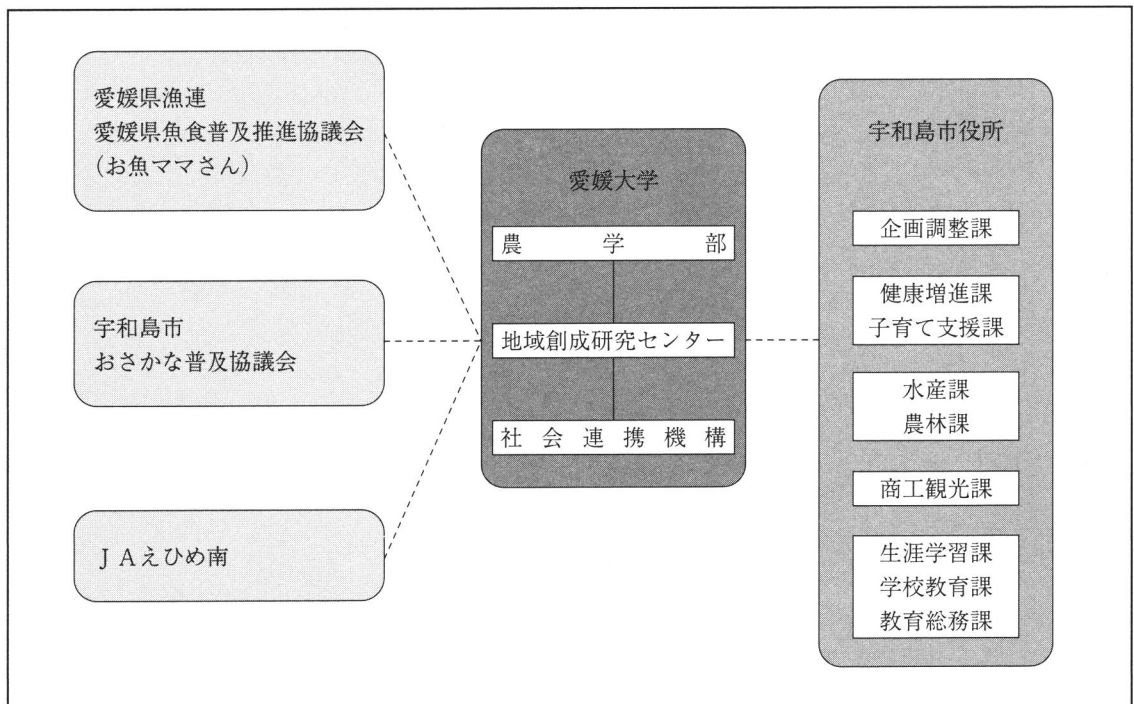 愛媛県漁連
愛媛県魚食普及推進協議会
（お魚ママさん）
宇和島市
おさかな普及協議会
ＪＡえひめ南
愛媛大学
農学部
地域創成研究センター
社会連携機構
宇和島市役所
企画調整課
健康増進課
子育て支援課
水産課
農林課
商工観光課
生涯学習課
学校教育課
教育総務課